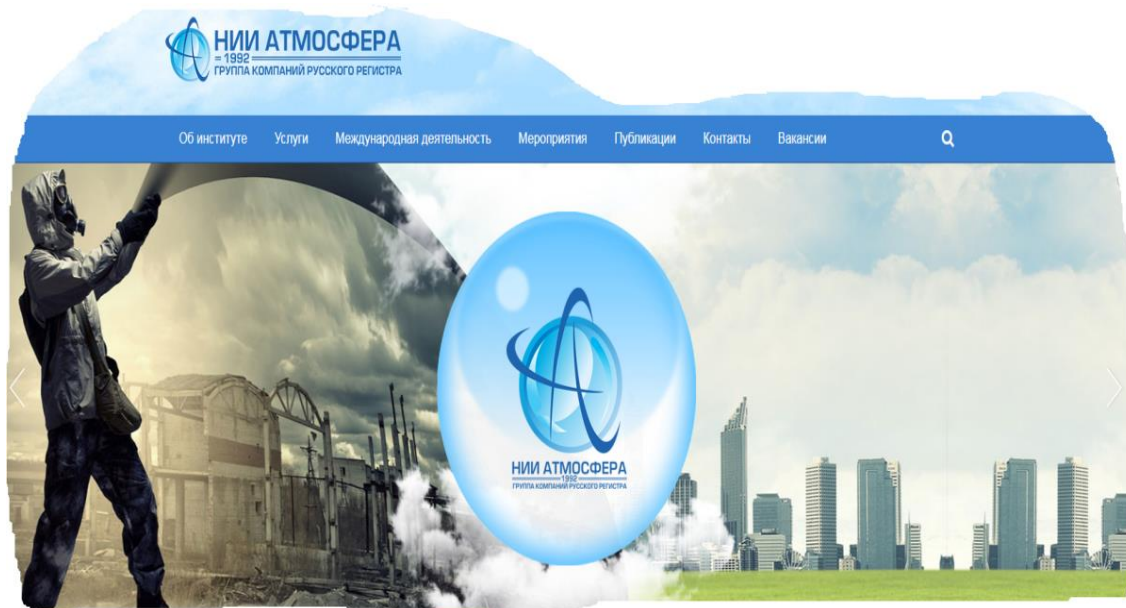 НИИ АТМОСФЕРА
1992
ГРУППА КОМПАНИЙ РУССКОГО РЕГИСТРА
Об институте Услуги Международная деятельность Мероприятия Публикации Контакты Вакансии
НИИ АТМОСФЕРА
1992
ГРУППА КОМПАНИЙ РУССКОГО РЕГИСТРА